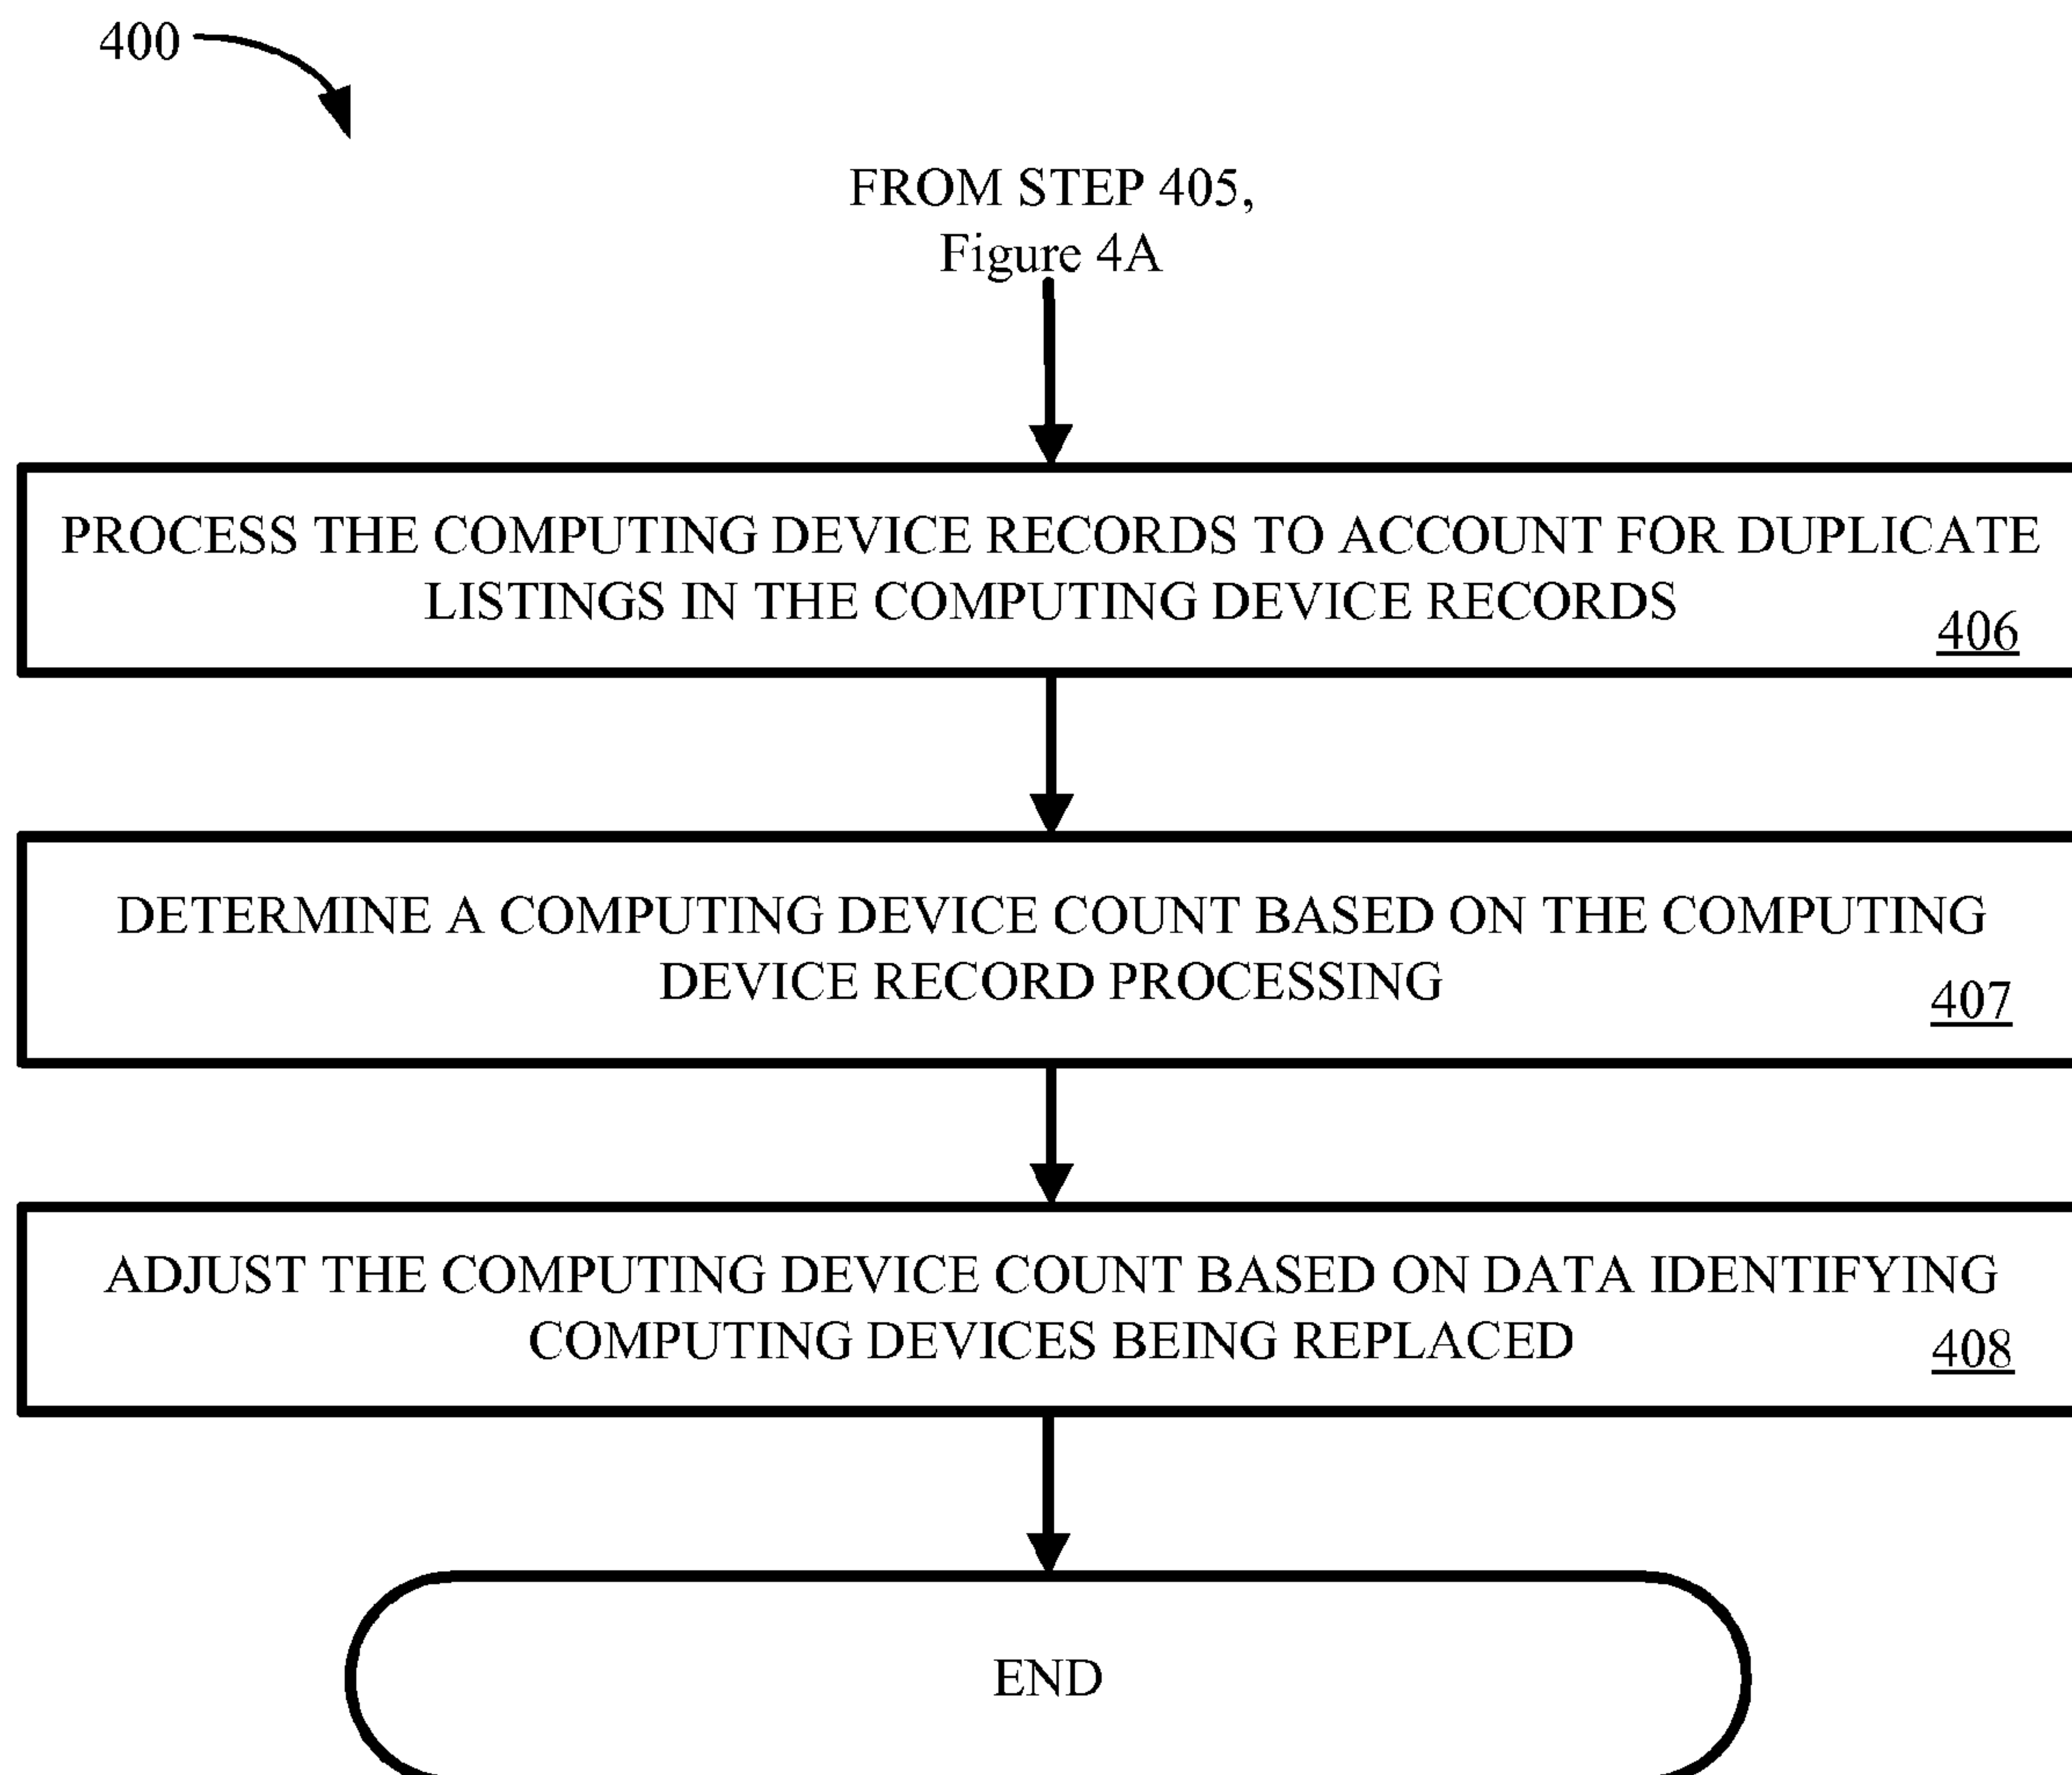 400
FROM STEP 405,
Figure 4A
PROCESS THE COMPUTING DEVICE RECORDS TO ACCOUNT FOR DUPLICATE
LISTINGS IN THE COMPUTING DEVICE RECORDS
406
DETERMINE A COMPUTING DEVICE COUNT BASED ON THE COMPUTING
DEVICE RECORD PROCESSING
407
ADJUST THE COMPUTING DEVICE COUNT BASED ON DATA IDENTIFYING
COMPUTING DEVICES BEING REPLACED
408
END